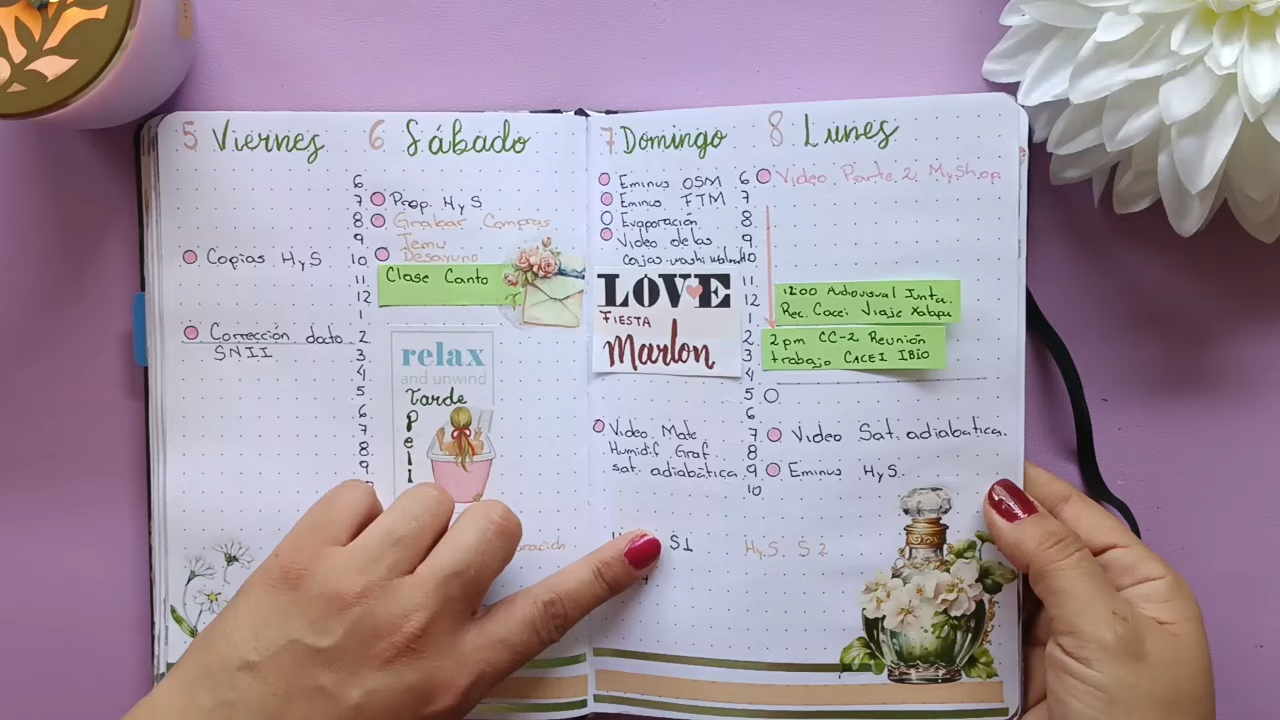 5 Viernes
Copias HyS
Corrección dato
SNII
6 Sábado
6
7
8
9
10
11
12
1
2
3
4
5
6
7
8
9
Prop. HyS
Grabar Compras
Temu
Desayuno
Clase Canto
relax
and unwind
Tarde
P
e
l
i
7 Domingo
Eminus OSM
Eminus FTM
Evaporación
Video de las
cajas
LOVE
FIESTA
Marlon
Video Mate
Humidif Graf
sat. adiabática
S1
8 Lunes
6
7
8
9
10
11
12
1
2
3
4
5
6
7
8
9
10
Video Parte 2 MyShop
12:00 Audiovisual Junta
Rec. Cacei Viaje Xalapa
2pm CC-2 Reunión
trabajo CACEI IBIO
Video Sat. adiabática.
Eminus HyS.
HyS S2